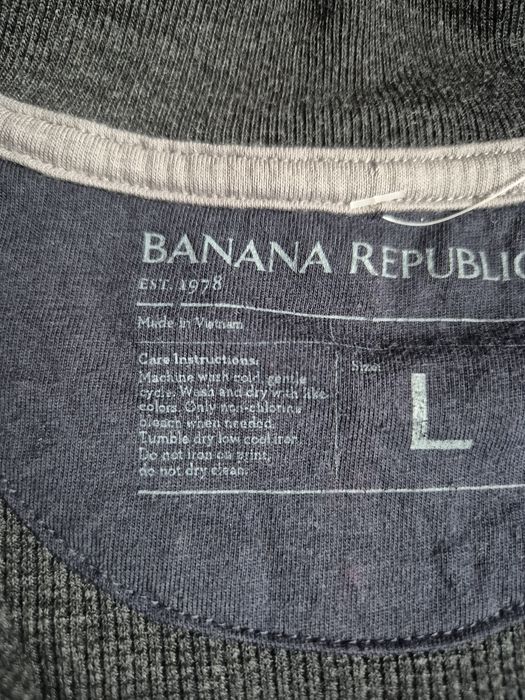 BANANA REPUBLIC
EST. 1978
Made in Vietnam
Care Instructions:
Machine wash cold, gentle
cycle. Wash and dry with like
colors. Only non-chlorine
bleach when needed.
Tumble dry low cool iron
Do not iron on print,
do not dry clean.
Size:
L